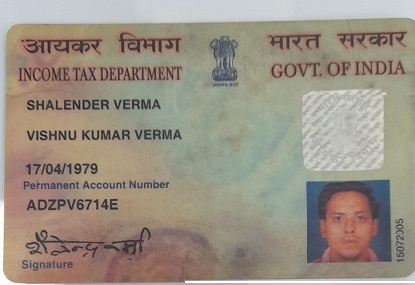 आयकर विभाग
भारत सरकार
INCOME TAX DEPARTMENT
GOVT. OF INDIA
SHALENDER VERMA
VISHNU KUMAR VERMA
17/04/1979
Permanent Account Number
ADZPV6714E
Signature
15072005